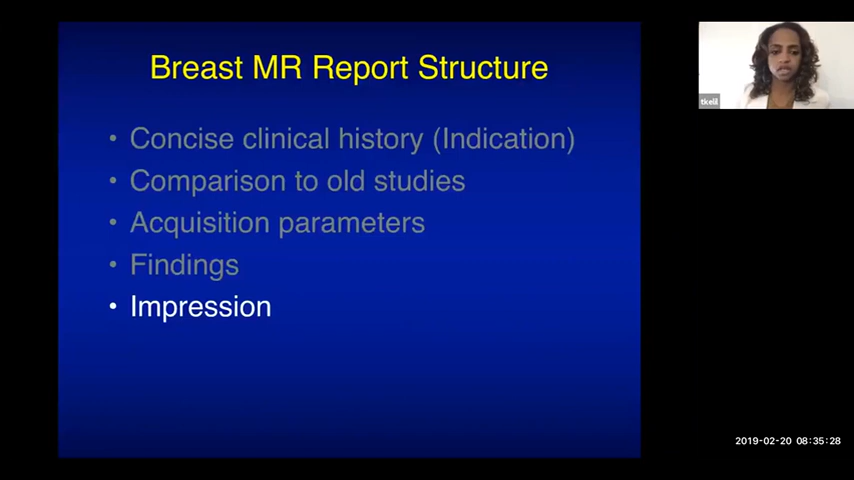 Breast MR Report Structure
• Concise clinical history (Indication)
• Comparison to old studies
• Acquisition parameters
• Findings
• Impression
tkelil
2019-02-20 08:35:28